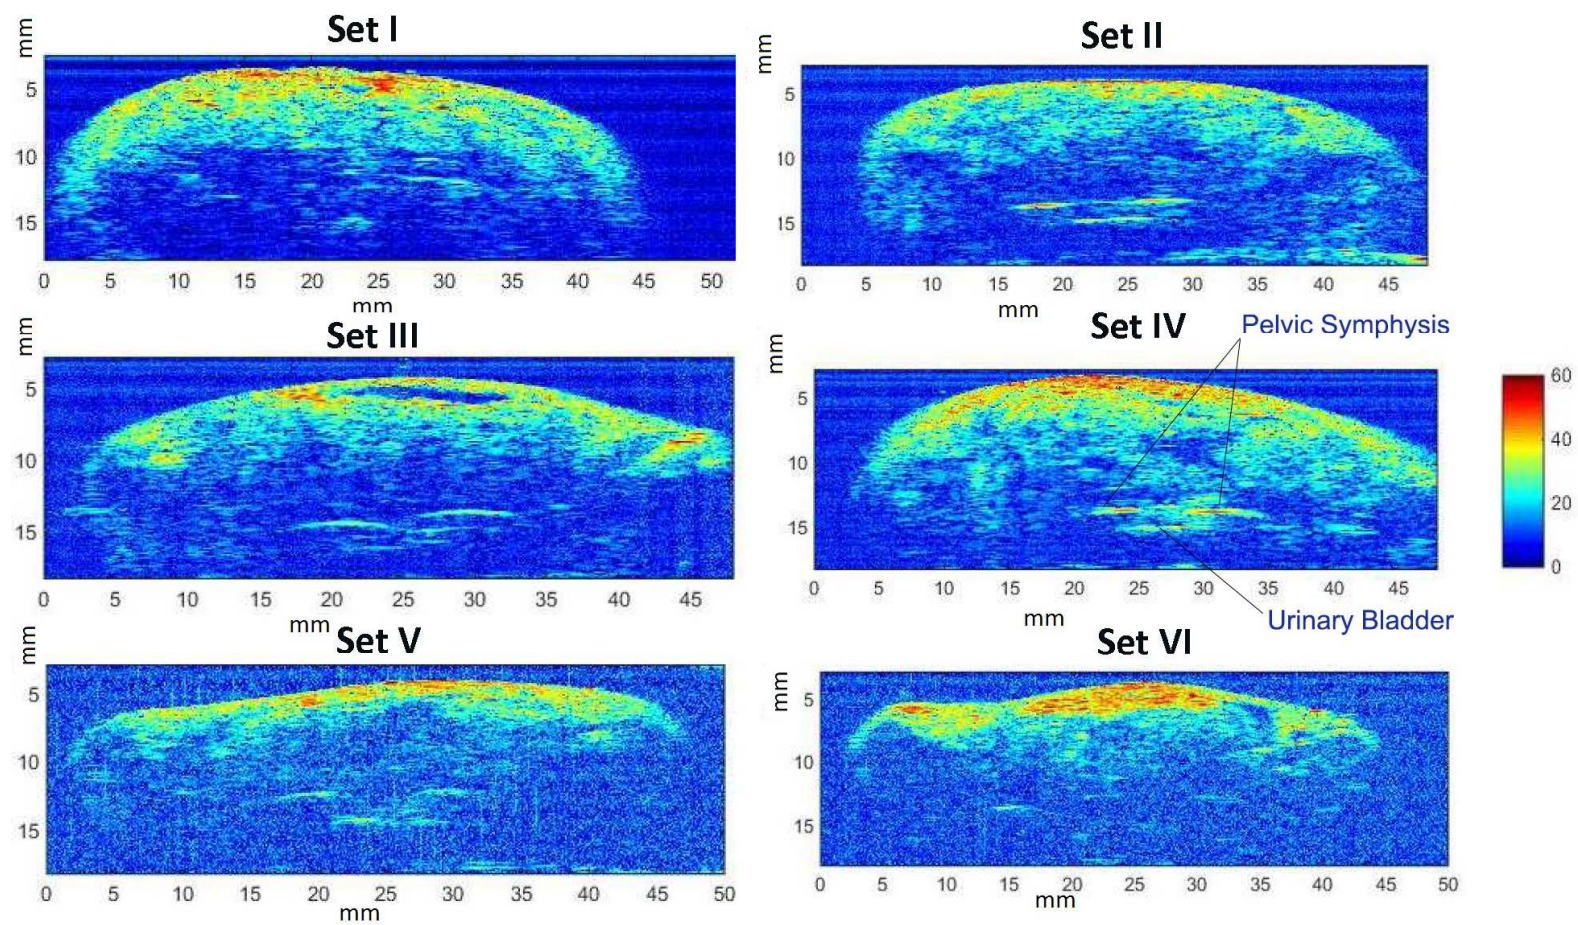 Set I
mm
5
10
15
0 5 10 15 20 25 30 35 40 45 50
mm
Set II
mm
5
10
15
5 10 15 20 25 30 35 40 45
mm
Set III
mm
5
10
15
0 5 10 15 20 25 30 35 40 45
mm
Set IV
Pelvic Symphysis
mm
5
10
15
0 5 10 15 20 25 30 35 40 45
mm
Urinary Bladder
60
40
20
0
Set V
mm
5
10
15
0 5 10 15 20 25 30 35 40 45 50
mm
Set VI
mm
5
10
15
0 5 10 15 20 25 30 35 40 45 50
mm